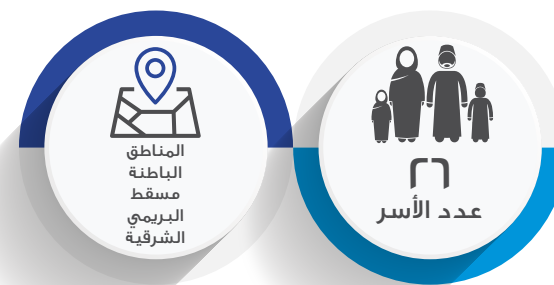 ٢٦
عدد الأسر
المناطق
الباطنة
مسقط
البريمي
الشرقية